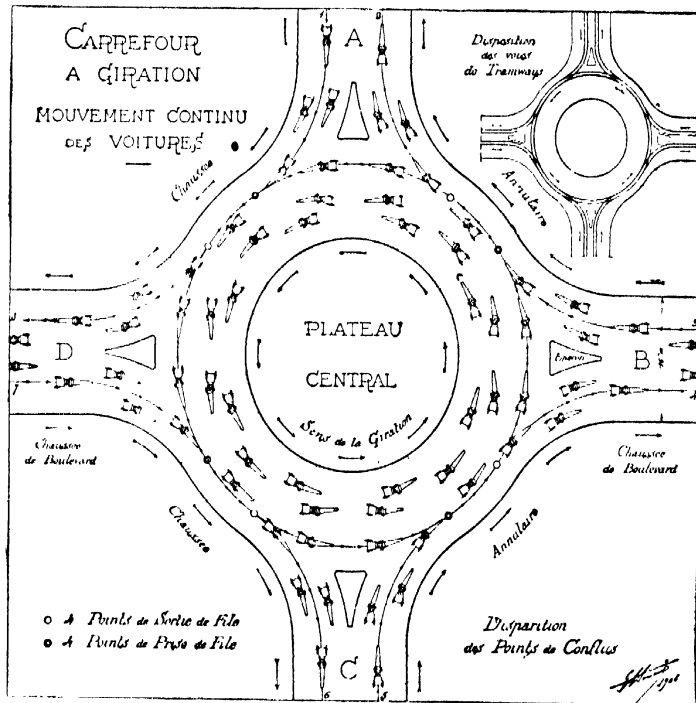 CARREFOUR
A GIRATION
MOUVEMENT CONTINU
DES VOITURES
Disposition
des voies
de Tramways
A
Chaussée
Annulaire
D
B
PLATEAU
CENTRAL
Sens de la Giration
Chaussée
de Boulevard
Chaussée
de Boulevard
Chaussée
Annulaire
4 Points de Sortie de File
4 Points de Prise de File
C
6
5
Disparition
des Points de Conflits